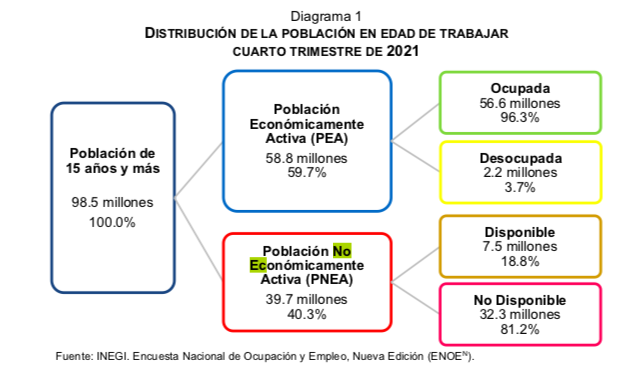 Diagrama 1
DISTRIBUCIÓN DE LA POBLACIÓN EN EDAD DE TRABAJAR
CUARTO TRIMESTRE DE 2021
Población de
15 años y más
98.5 millones
100.0%
Población
Económicamente
Activa (PEA)
58.8 millones
59.7%
Ocupada
56.6 millones
96.3%
Desocupada
2.2 millones
3.7%
Población No
Económicamente
Activa (PNEA)
39.7 millones
40.3%
Disponible
7.5 millones
18.8%
No Disponible
32.3 millones
81.2%
Fuente: INEGI. Encuesta Nacional de Ocupación y Empleo, Nueva Edición (ENOEᴺ).